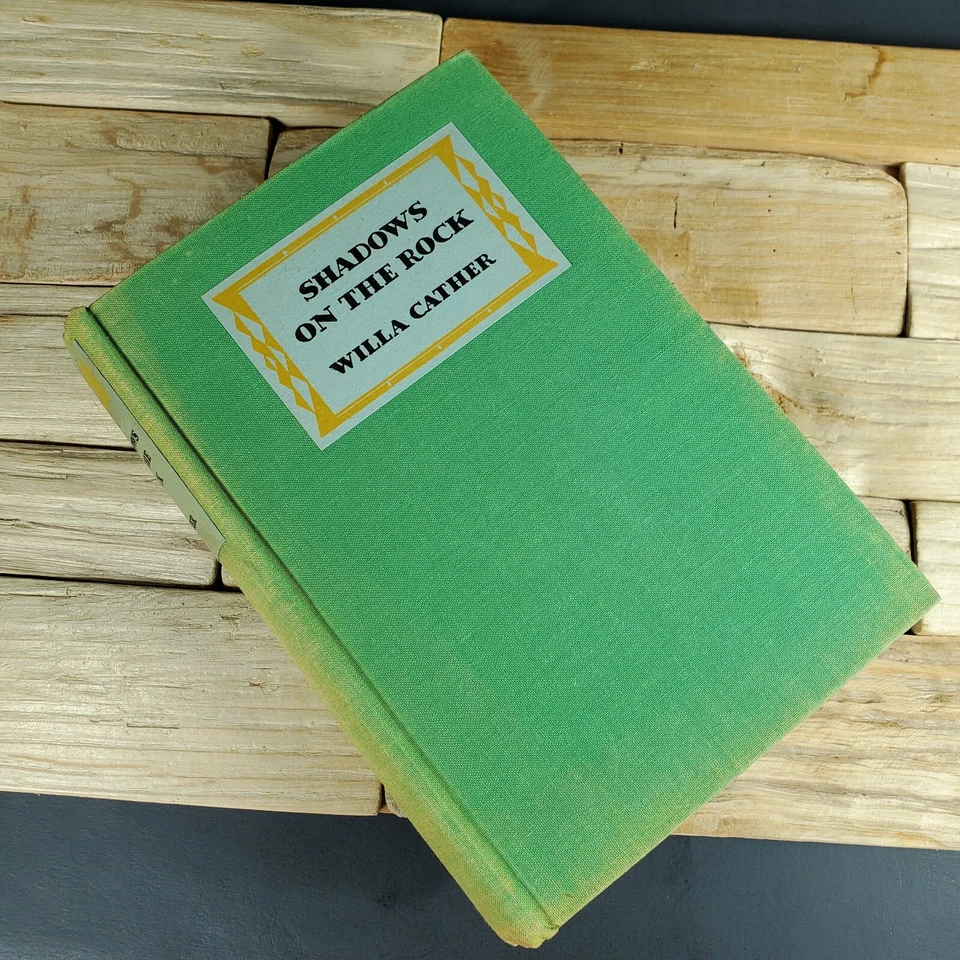 SHADOWS
ON THE ROCK
WILLA CATHER